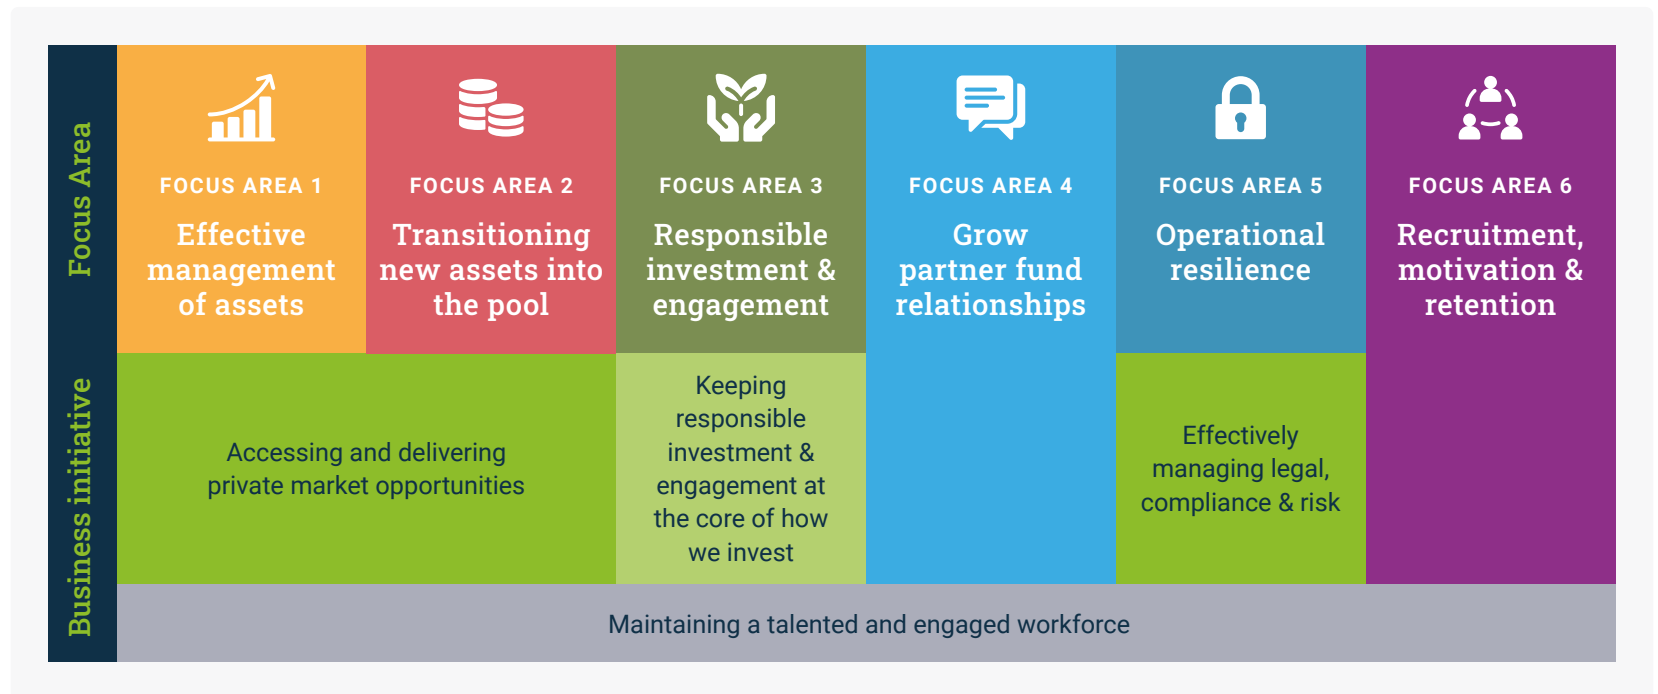 Focus Area
FOCUS AREA 1
Effective
management
of assets
FOCUS AREA 2
Transitioning
new assets into
the pool
FOCUS AREA 3
Responsible
investment &
engagement
FOCUS AREA 4
Grow
partner fund
relationships
FOCUS AREA 5
Operational
resilience
FOCUS AREA 6
Recruitment,
motivation &
retention
Business initiative
Accessing and delivering
private market opportunities
Keeping
responsible
investment &
engagement at
the core of how
we invest
Effectively
managing legal,
compliance & risk
Maintaining a talented and engaged workforce